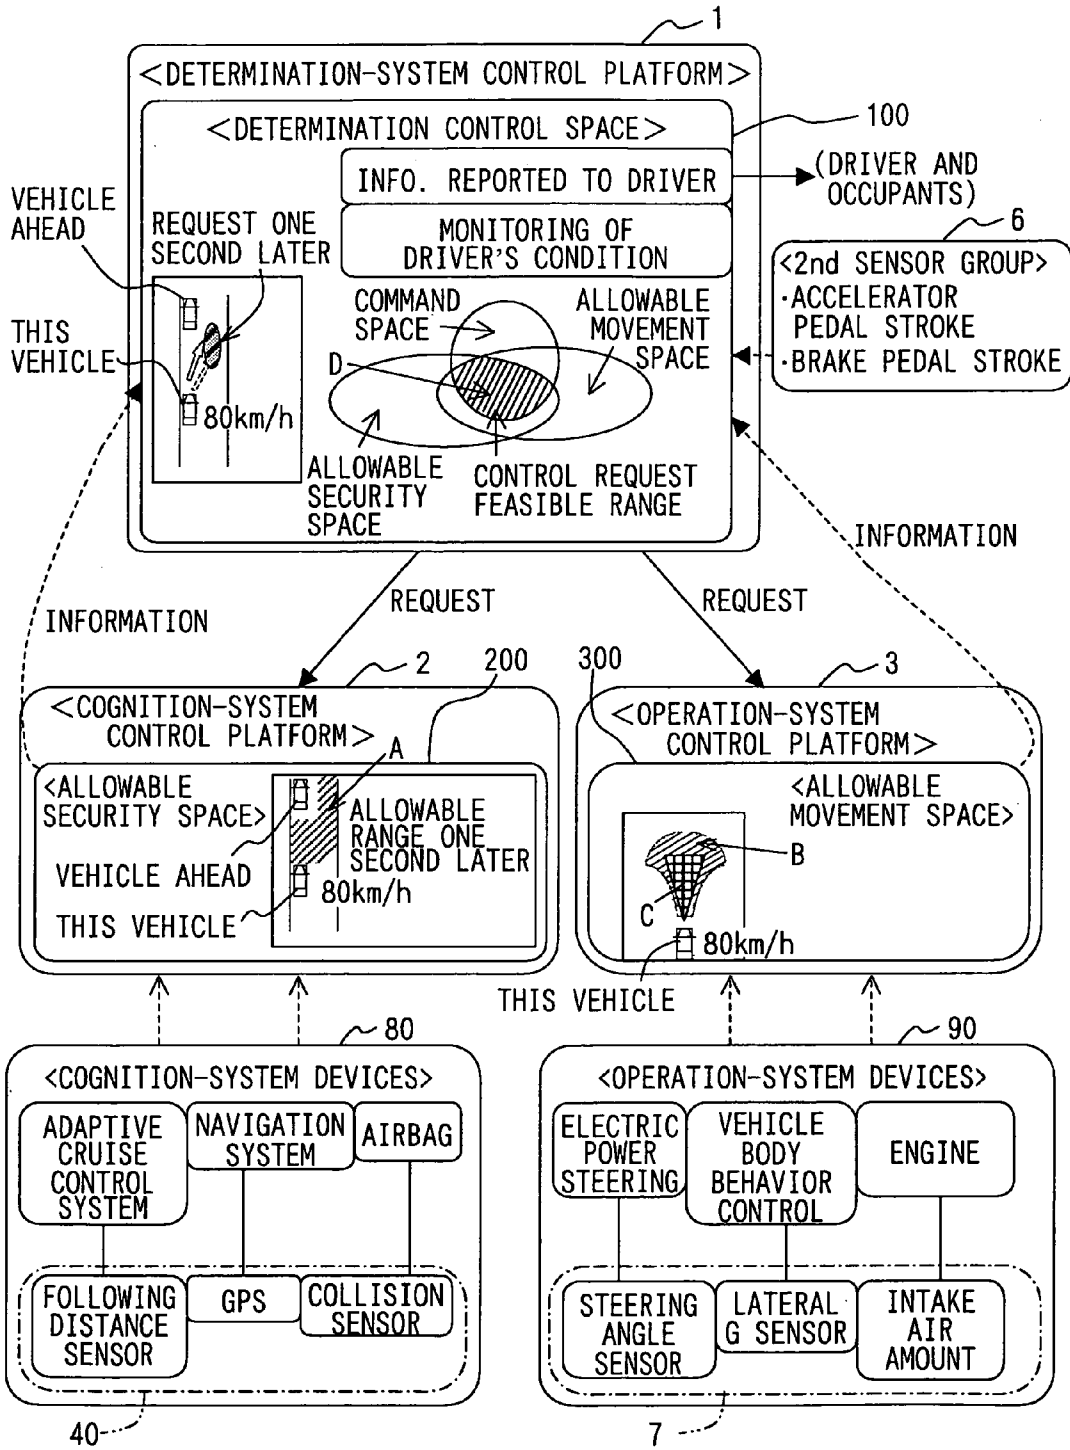 1
<DETERMINATION-SYSTEM CONTROL PLATFORM>
<DETERMINATION CONTROL SPACE>
100
INFO. REPORTED TO DRIVER
(DRIVER AND
OCCUPANTS)
MONITORING OF
DRIVER'S CONDITION
VEHICLE
AHEAD
REQUEST ONE
SECOND LATER
THIS
VEHICLE
80km/h
COMMAND
SPACE
ALLOWABLE
MOVEMENT
SPACE
D
ALLOWABLE
SECURITY
SPACE
CONTROL REQUEST
FEASIBLE RANGE
6
<2nd SENSOR GROUP>
·ACCELERATOR
PEDAL STROKE
·BRAKE PEDAL STROKE
INFORMATION
REQUEST
REQUEST
INFORMATION
2
200
<COGNITION-SYSTEM
CONTROL PLATFORM>
A
<ALLOWABLE
SECURITY SPACE>
ALLOWABLE
RANGE ONE
SECOND LATER
VEHICLE AHEAD
80km/h
THIS VEHICLE
300
3
<OPERATION-SYSTEM
CONTROL PLATFORM>
<ALLOWABLE
MOVEMENT SPACE>
B
C
80km/h
THIS VEHICLE
80
<COGNITION-SYSTEM DEVICES>
ADAPTIVE
CRUISE
CONTROL
SYSTEM
NAVIGATION
SYSTEM
AIRBAG
FOLLOWING
DISTANCE
SENSOR
GPS
COLLISION
SENSOR
40
90
<OPERATION-SYSTEM DEVICES>
ELECTRIC
POWER
STEERING
VEHICLE
BODY
BEHAVIOR
CONTROL
ENGINE
STEERING
ANGLE
SENSOR
LATERAL
G SENSOR
INTAKE
AIR
AMOUNT
7